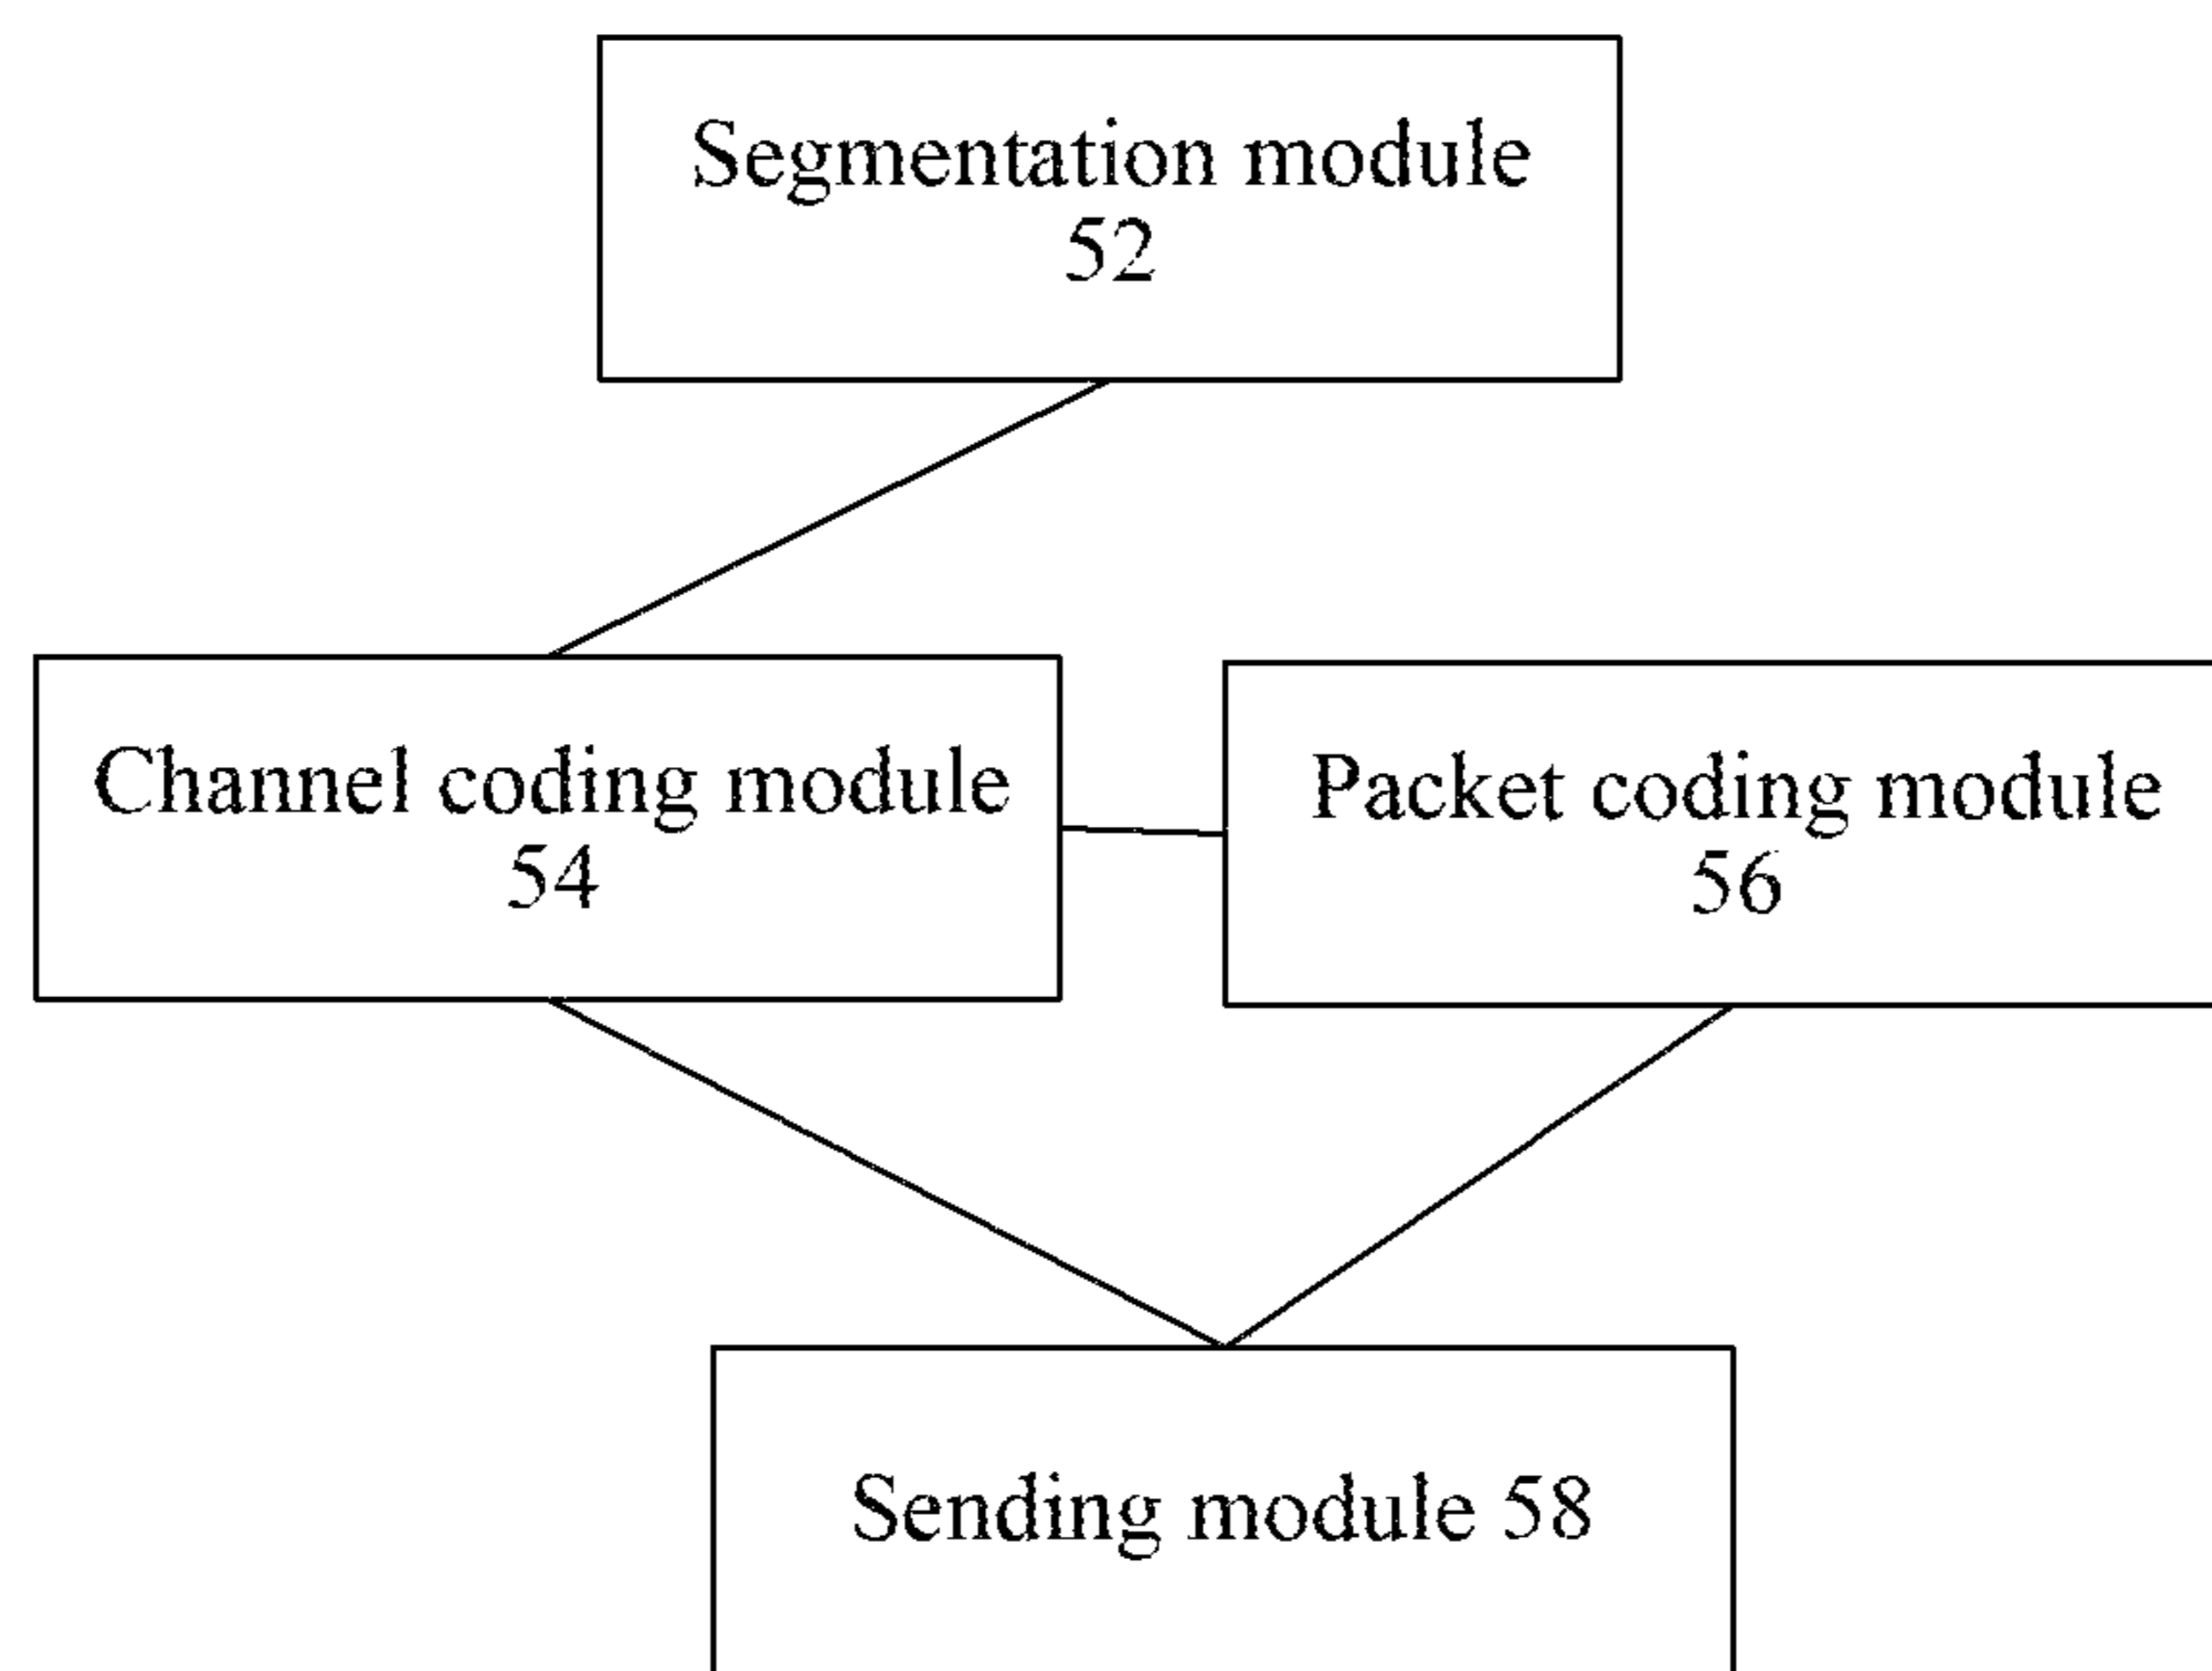 Segmentation module
52
Channel coding module
54
Packet coding module
56
Sending module 58